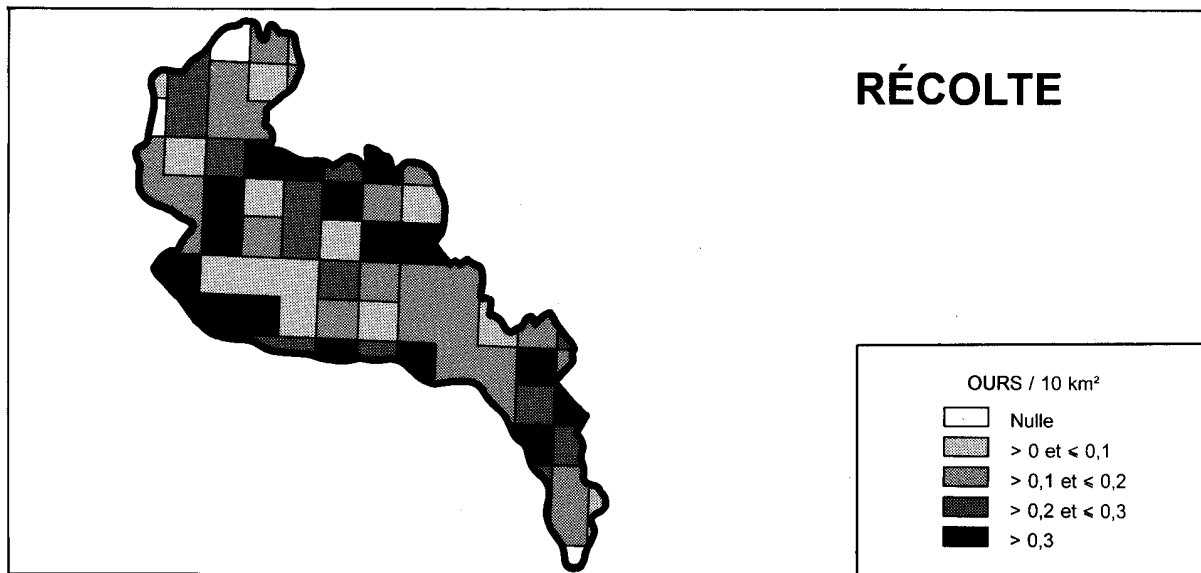 RÉCOLTE
OURS / 10 km²
Nulle
> 0 et ≤ 0,1
> 0,1 et ≤ 0,2
> 0,2 et ≤ 0,3
> 0,3